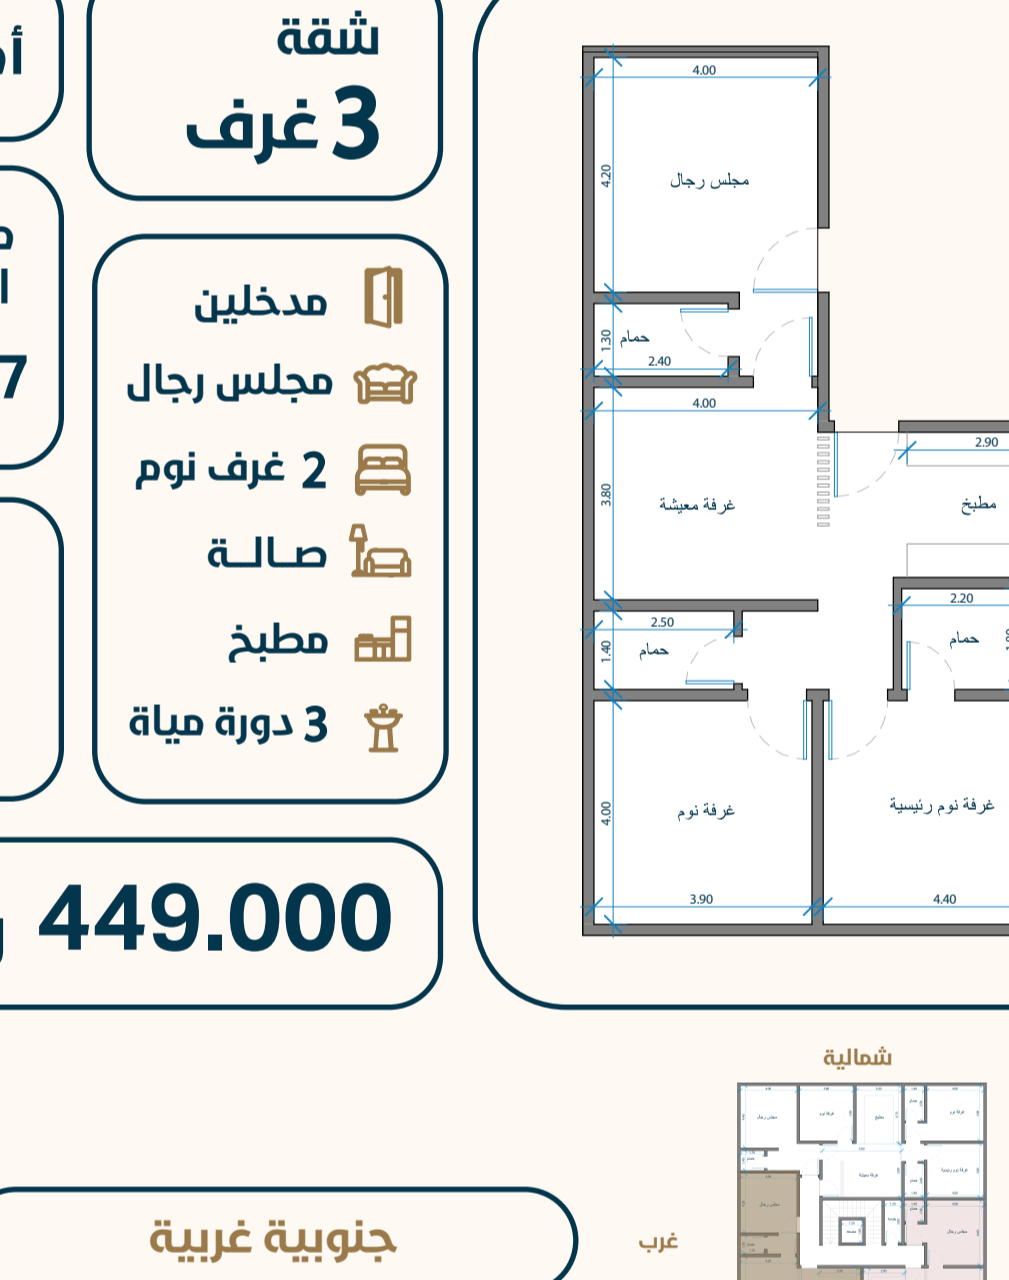 شقة
3 غرف
مدخلين
مجلس رجال
2 غرف نوم
صـالـة
مطبخ
3 دورة مياة
449.000
4.00
4.20
مجلس رجال
1.30
حمام
2.40
4.00
3.80
غرفة معيشة
2.90
مطبخ
2.50
1.40
حمام
2.20
حمام
4.00
غرفة نوم
غرفة نوم رئيسية
3.90
4.40
شمالية
غرب
جنوبية غربية
7